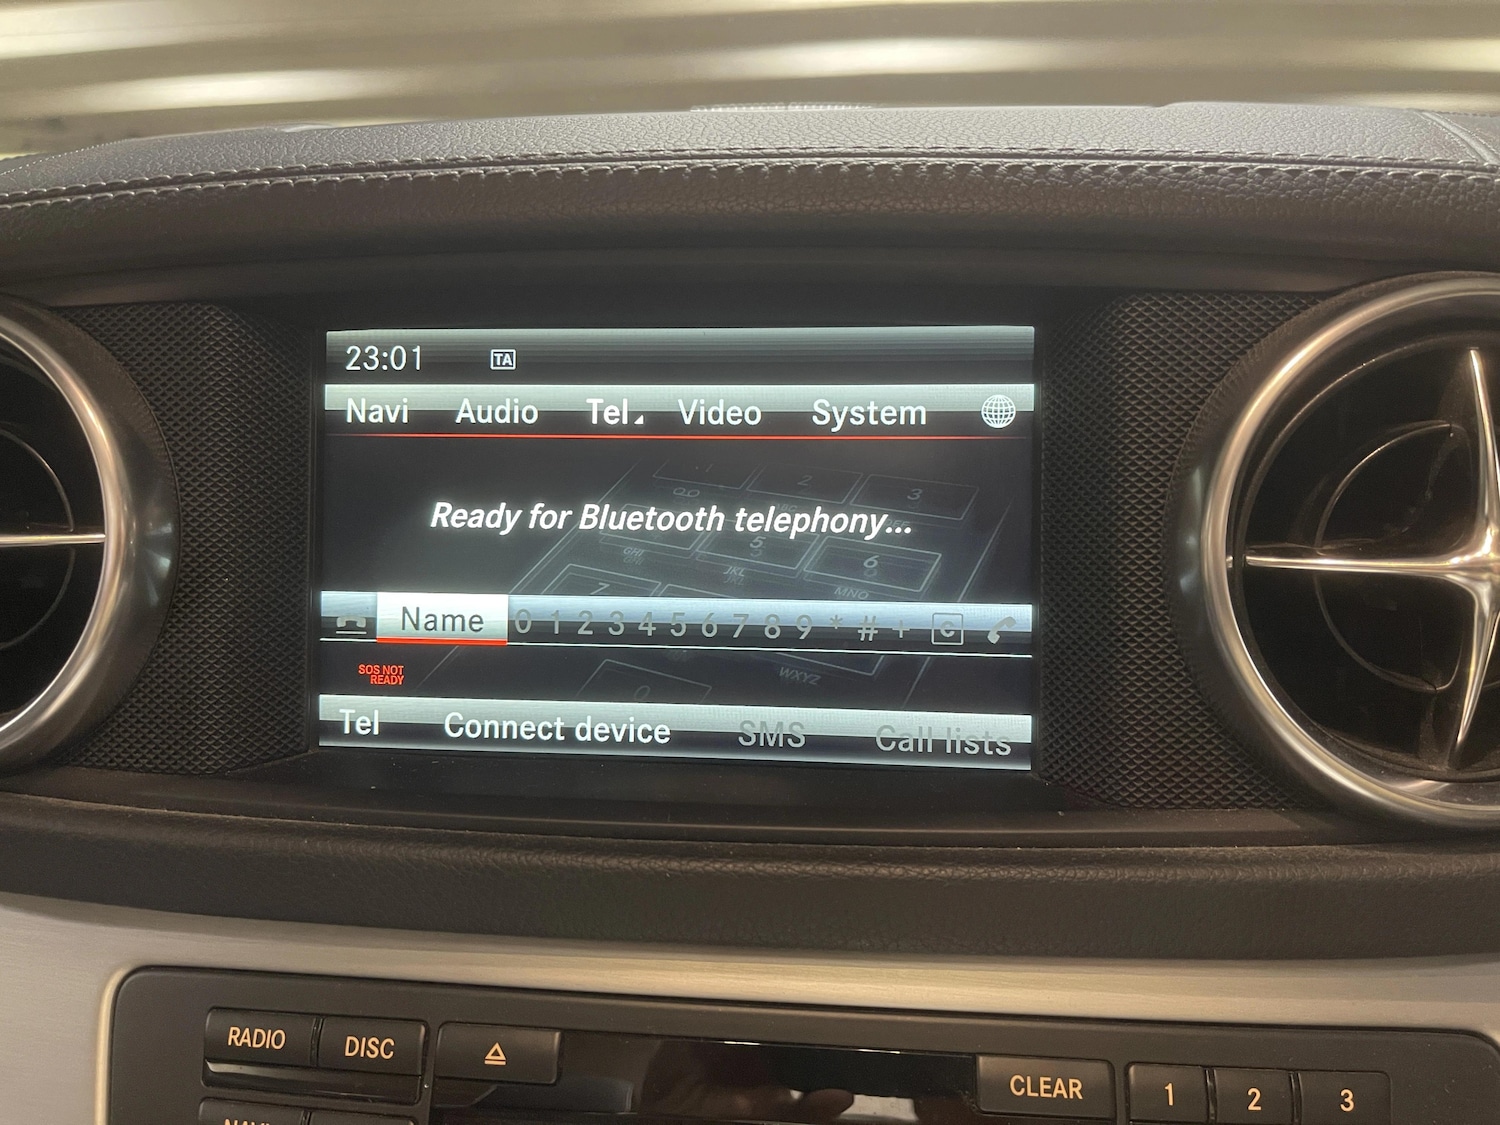 23:01 TA
Navi Audio Tel Video System
Ready for Bluetooth telephony...
Name 0 1 2 3 4 5 6 7 8 9 * # + C
SOS NOT
READY
Tel Connect device SMS Call lists
RADIO DISC CLEAR 1 2 3